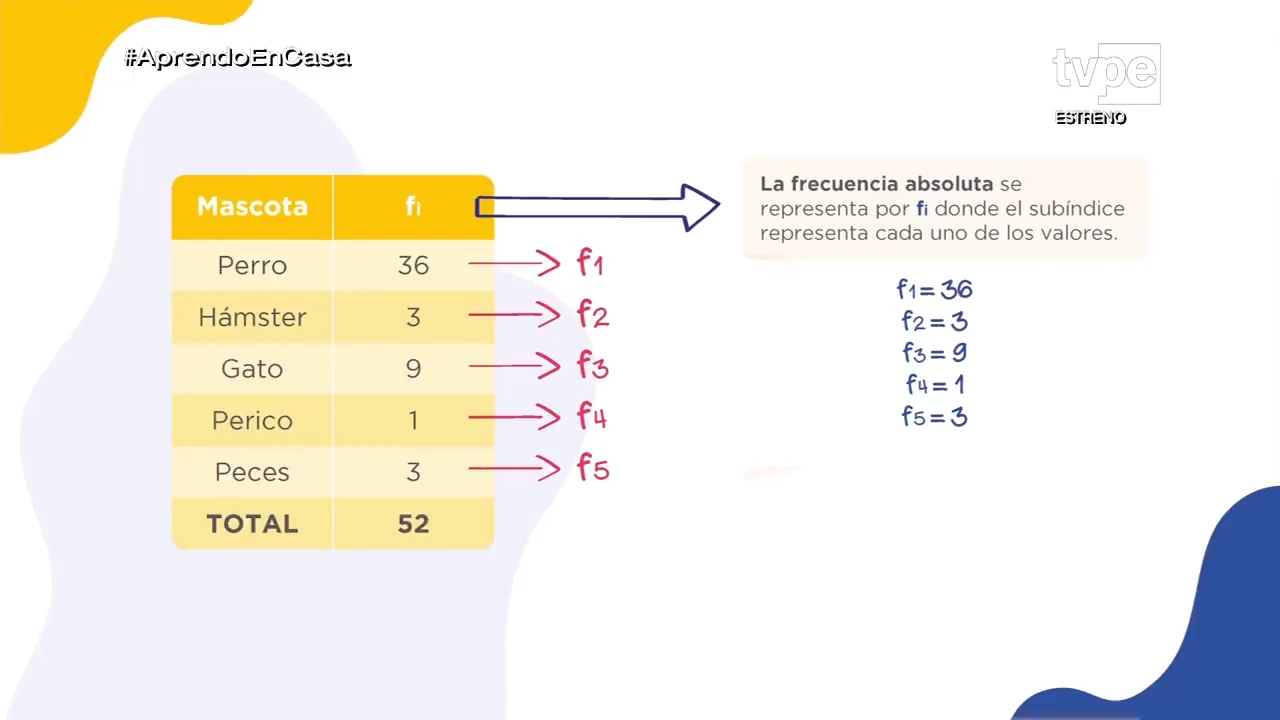 #AprendoEnCasa
tvpe
ESTRENO
Mascota fi
Perro 36 f1
Hámster 3 f2
Gato 9 f3
Perico 1 f4
Peces 3 f5
TOTAL 52
La frecuencia absoluta se
representa por fi donde el subíndice
representa cada uno de los valores.
f1= 36
f2= 3
f3= 9
f4= 1
f5= 3